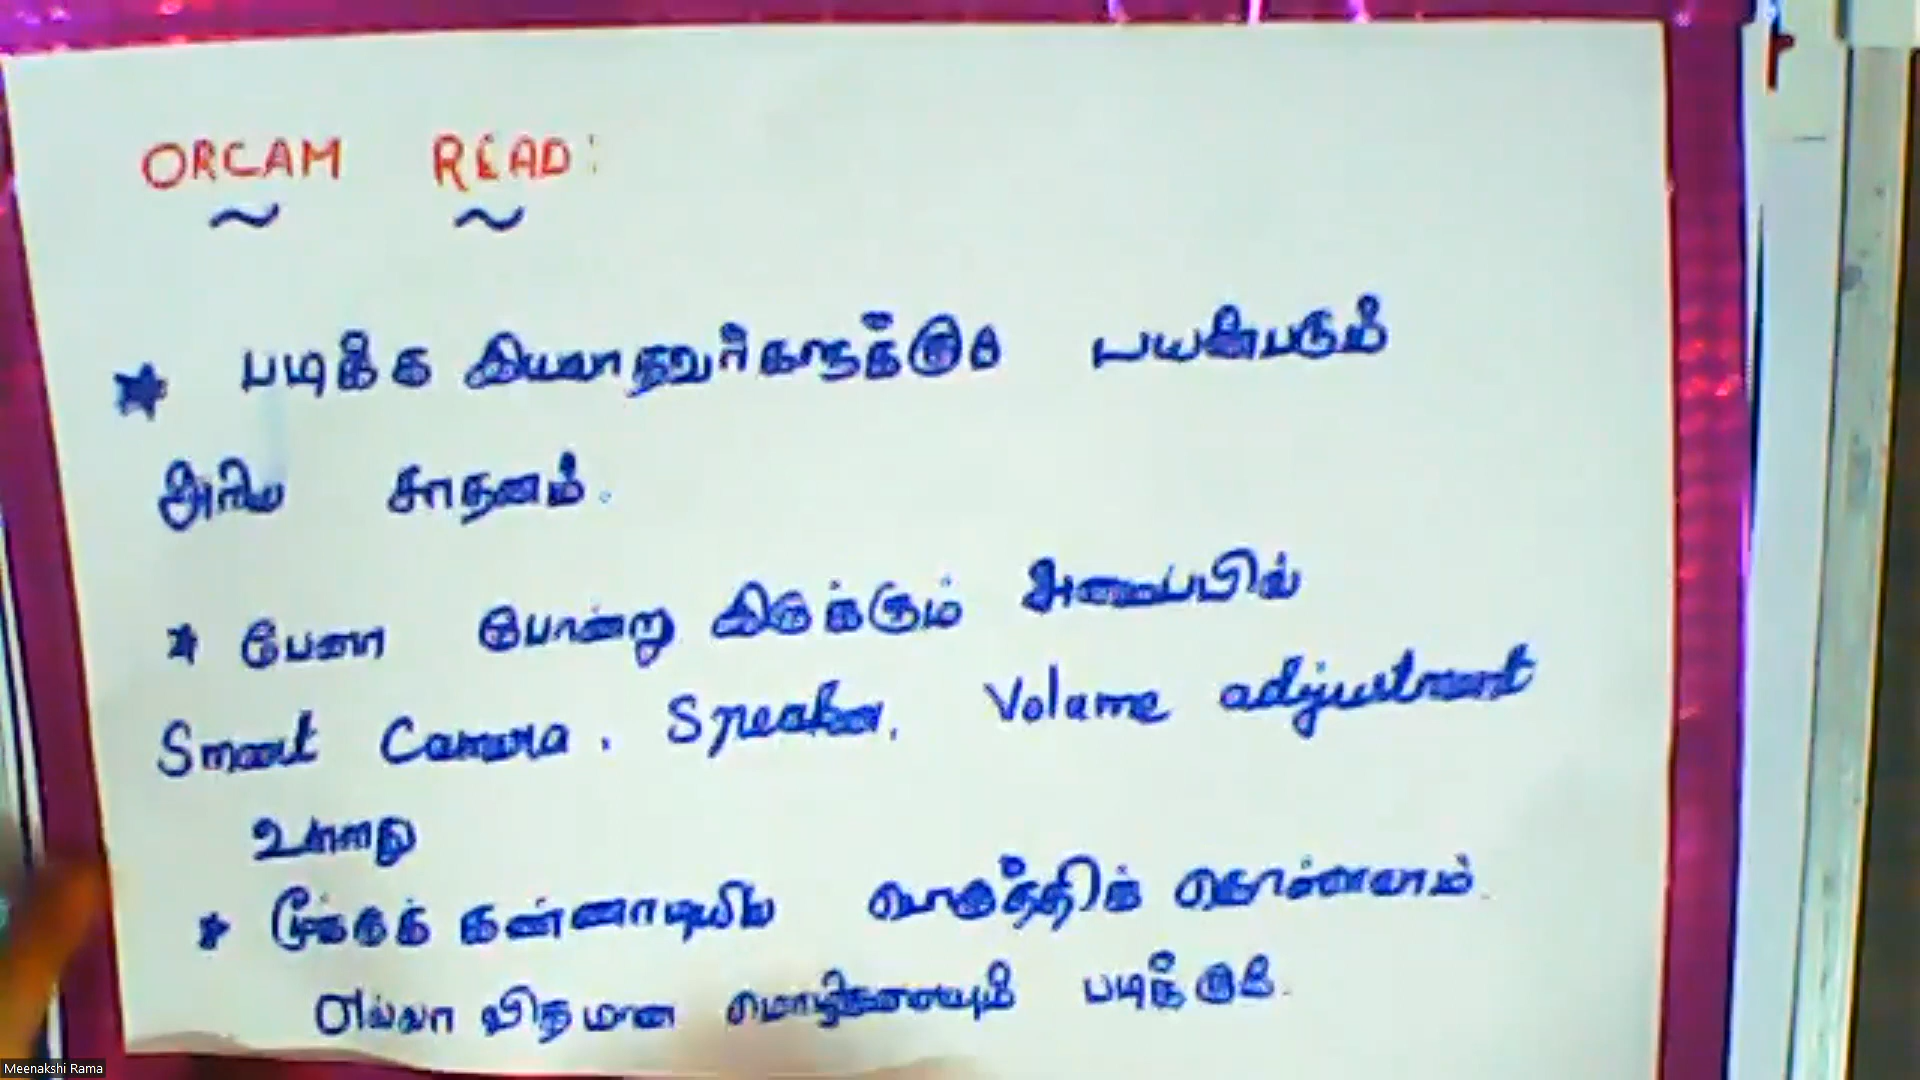 ORCAM READ:
★ படிக்க இயலாதவர்களுக்கும் பயன்படும்
அரிய சாதனம்.
* பேனா போன்று இருக்கும் அமைப்பில்
Smart Camera, Speaker, Volume adjustment
உள்ளது
* மூக்குக் கண்ணாடியில் பொருத்திக் கொள்ளலாம்.
எல்லா விதமான மொழிகளையும் படிக்கும்.
Meenakshi Rama